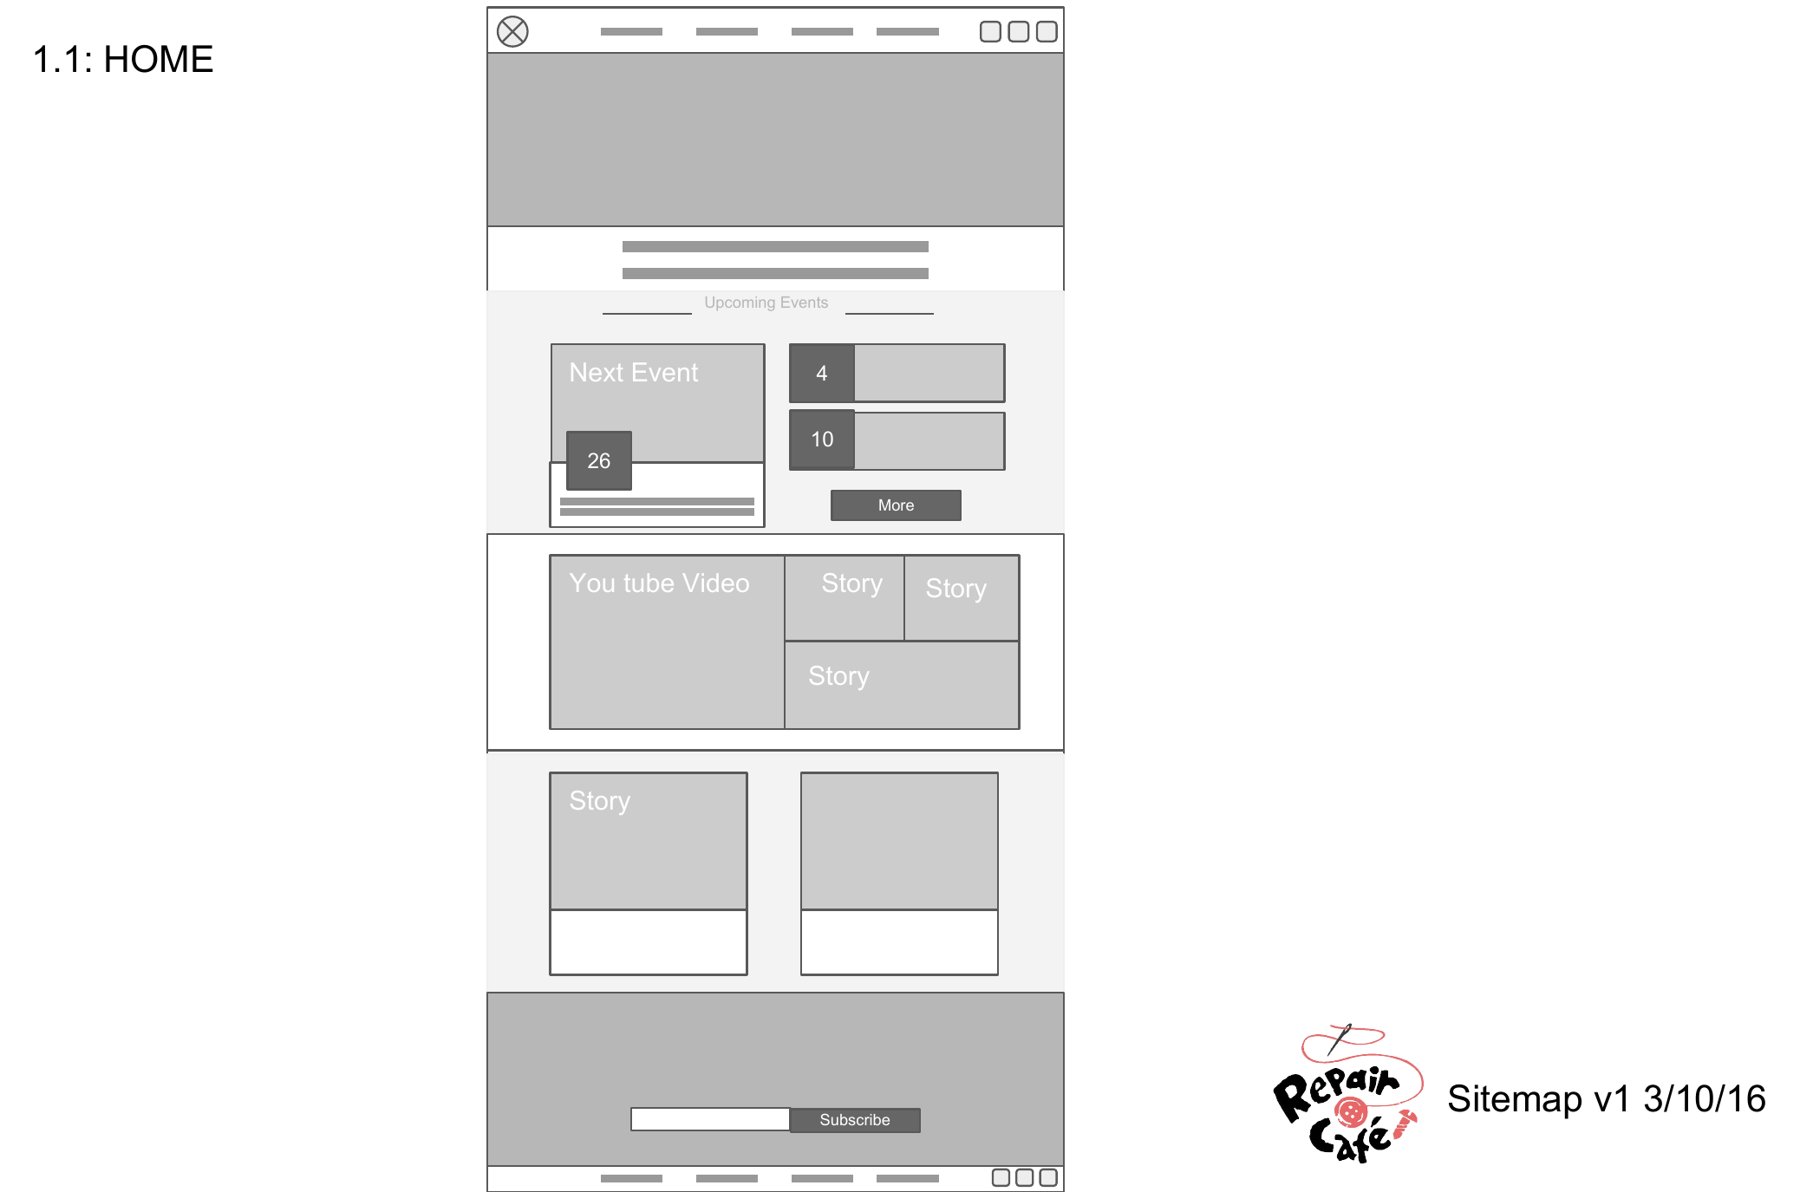 1.1: HOME
Upcoming Events
Next Event
26
4
10
More
You tube Video
Story
Story
Story
Story
Subscribe
Repair
Café
Sitemap v1 3/10/16